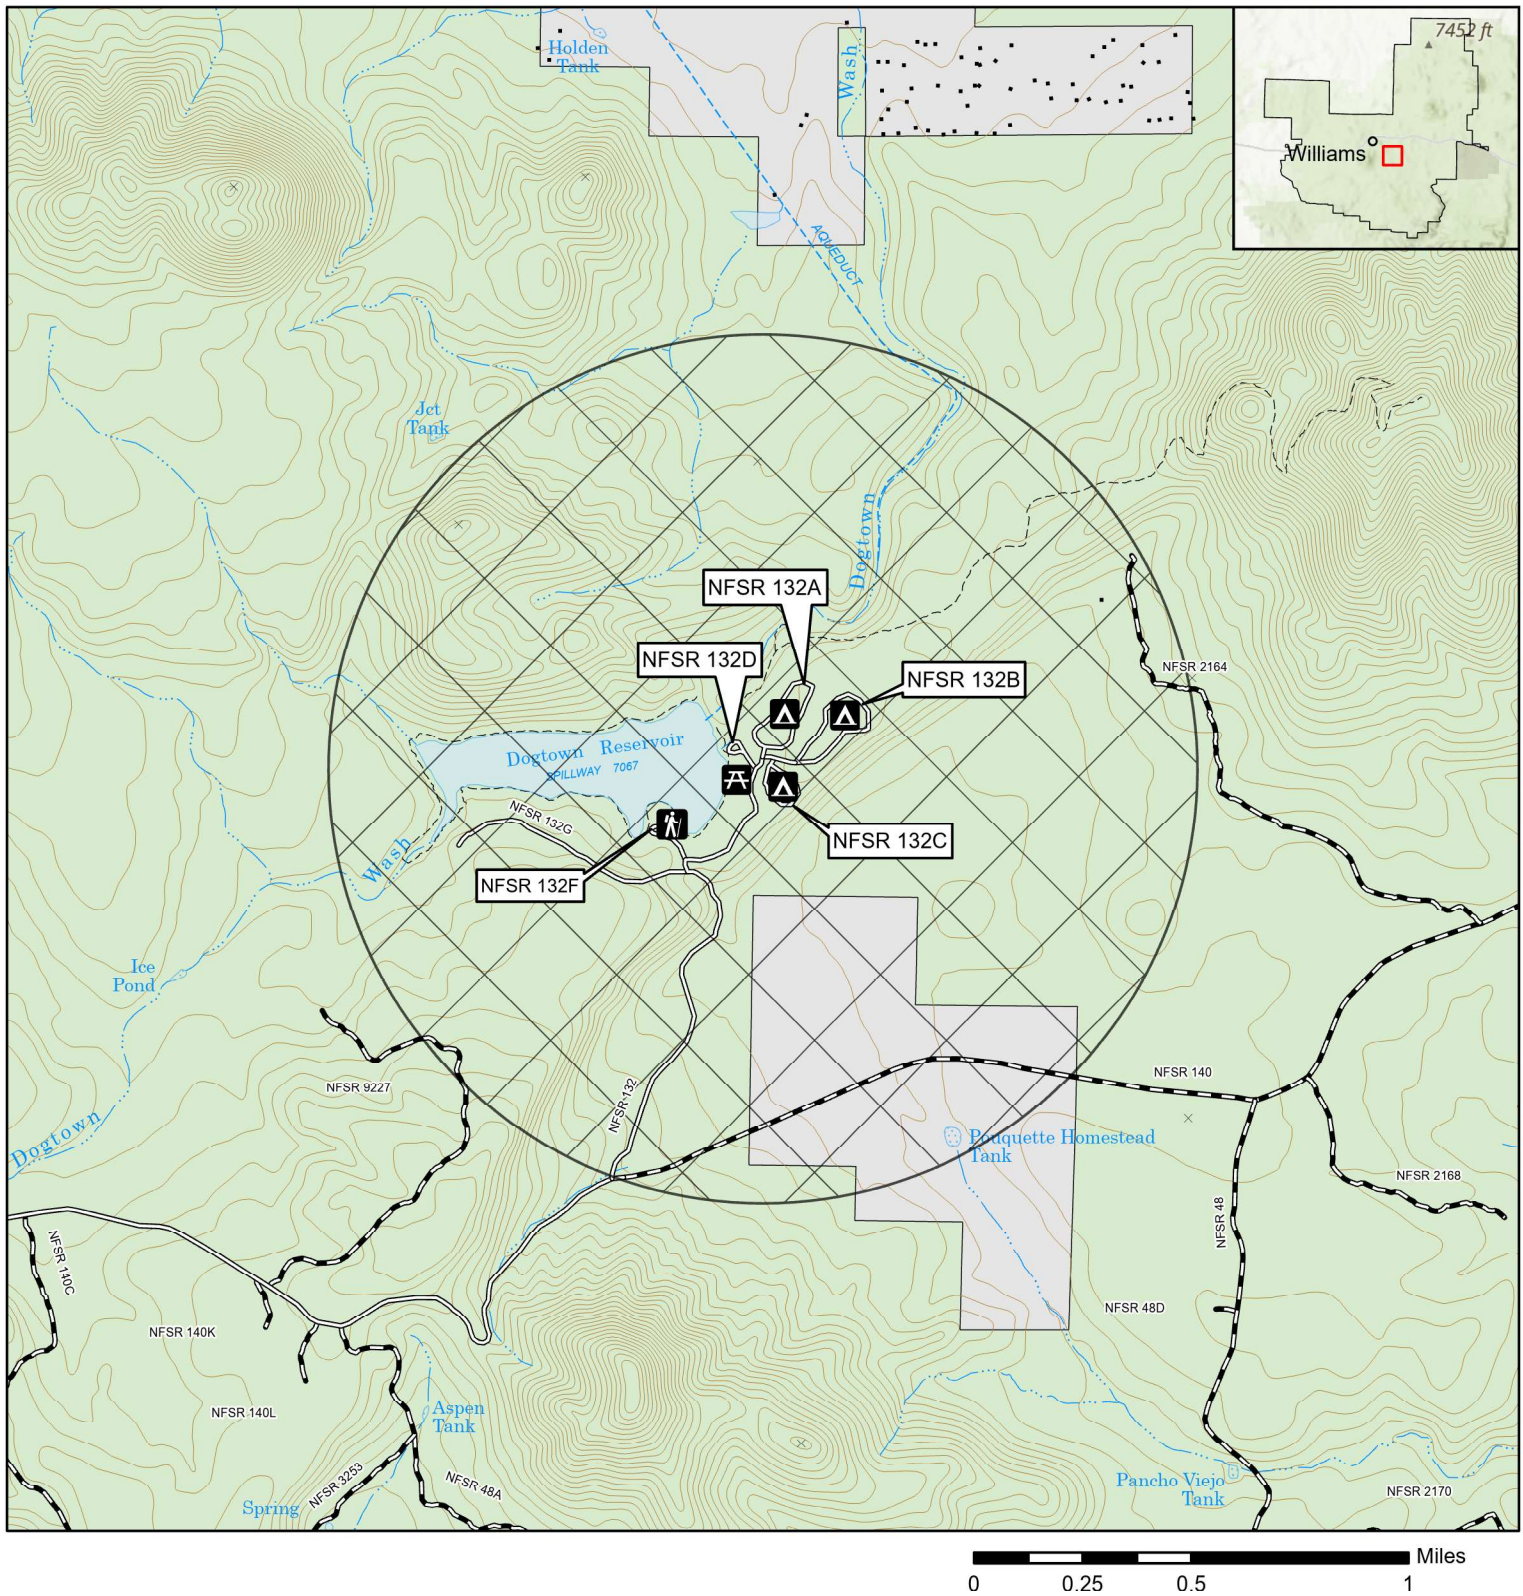 Holden
Tank
Wash
7452 ft
Williams
AQUEDUCT
Jct
Tank
Dogtown
NFSR 132A
NFSR 132D
NFSR 132B
NFSR 2164
Dogtown Reservoir
SPILLWAY 7067
NFSR 132G
NFSR 132C
Wash
NFSR 132F
Ice
Pond
NFSR 140
NFSR 9227
NFSR 132
Dogtown
Pouquette Homestead
Tank
NFSR 2168
NFSR 48
NFSR 140C
NFSR 48D
NFSR 140K
NFSR 140L
Aspen
Tank
NFSR 3253
NFSR 48A
Pancho Viejo
Tank
NFSR 2170
Spring
Miles
0 0.25 0.5 1